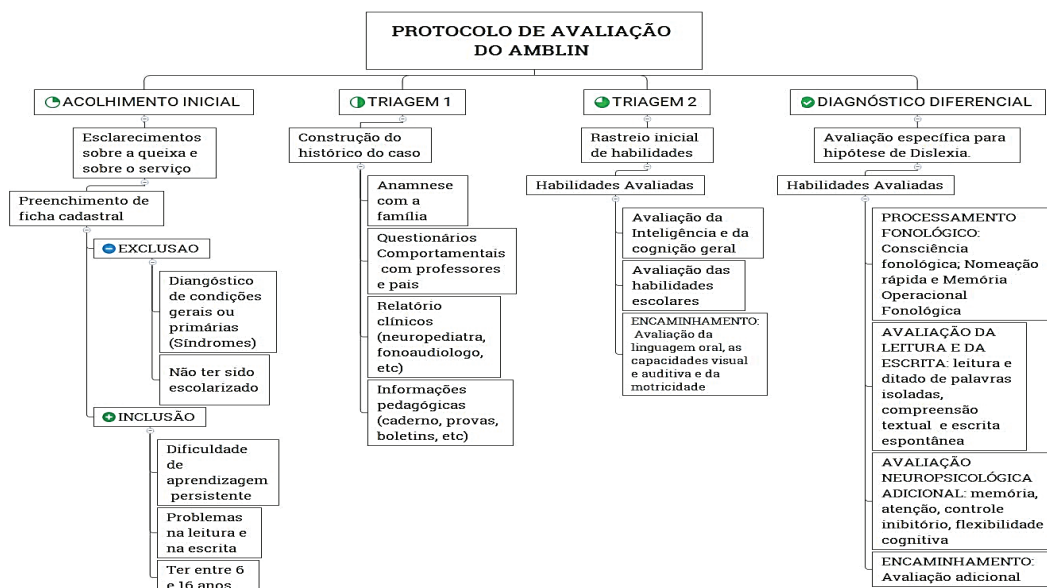 PROTOCOLO DE AVALIAÇÃO
DO AMBLIN
ACOLHIMENTO INICIAL
Esclarecimentos
sobre a queixa e
sobre o serviço
Preenchimento de
ficha cadastral
EXCLUSAO
Diangóstico
de condições
gerais ou
primárias
(Síndromes)
Não ter sido
escolarizado
INCLUSÃO
Dificuldade
de
aprendizagem
persistente
Problemas
na leitura e
na escrita
Ter entre 6
e 16 anos
TRIAGEM 1
Construção do
histórico do caso
Anamnese
com a
família
Questionários
Comportamentais
com professores
e pais
Relatório
clínicos
(neuropediatra,
fonoaudiologo,
etc)
Informações
pedagógicas
(caderno, provas,
boletins, etc)
TRIAGEM 2
Rastreio inicial
de habilidades
Habilidades Avaliadas
Avaliação da
Inteligência e da
cognição geral
Avaliação das
habilidades
escolares
ENCAMINHAMENTO:
Avaliação da
linguagem oral, as
capacidades visual
e auditiva e da
motricidade
DIAGNÓSTICO DIFERENCIAL
Avaliação específica para
hipótese de Dislexia.
Habilidades Avaliadas
PROCESSAMENTO
FONOLÓGICO:
Consciência
fonológica; Nomeação
rápida e Memória
Operacional
Fonológica
AVALIAÇÃO DA
LEITURA E DA
ESCRITA: leitura e
ditado de palavras
isoladas,
compreensão
textual e escrita
espontânea
AVALIAÇÃO
NEUROPSICOLÓGICA
ADICIONAL: memória,
atenção, controle
inibitório, flexibilidade
cognitiva
ENCAMINHAMENTO:
Avaliação adicional